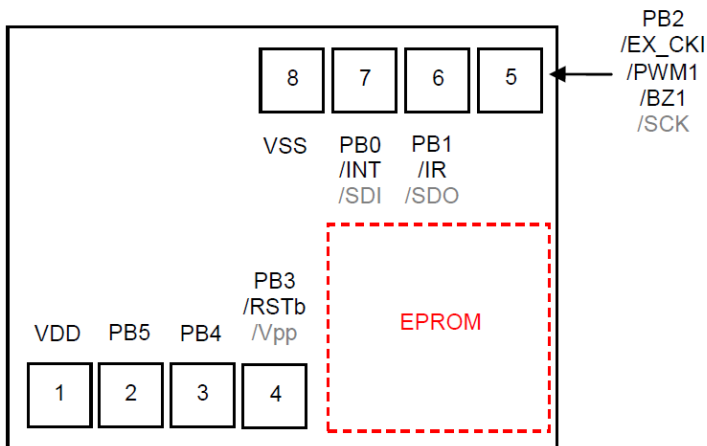 PB2
/EX_CKI
/PWM1
/BZ1
/SCK
8 7 6 5
VSS PB0 PB1
/INT /IR
/SDI /SDO
PB3
/RSTb
VDD PB5 PB4 /Vpp
EPROM
1 2 3 4